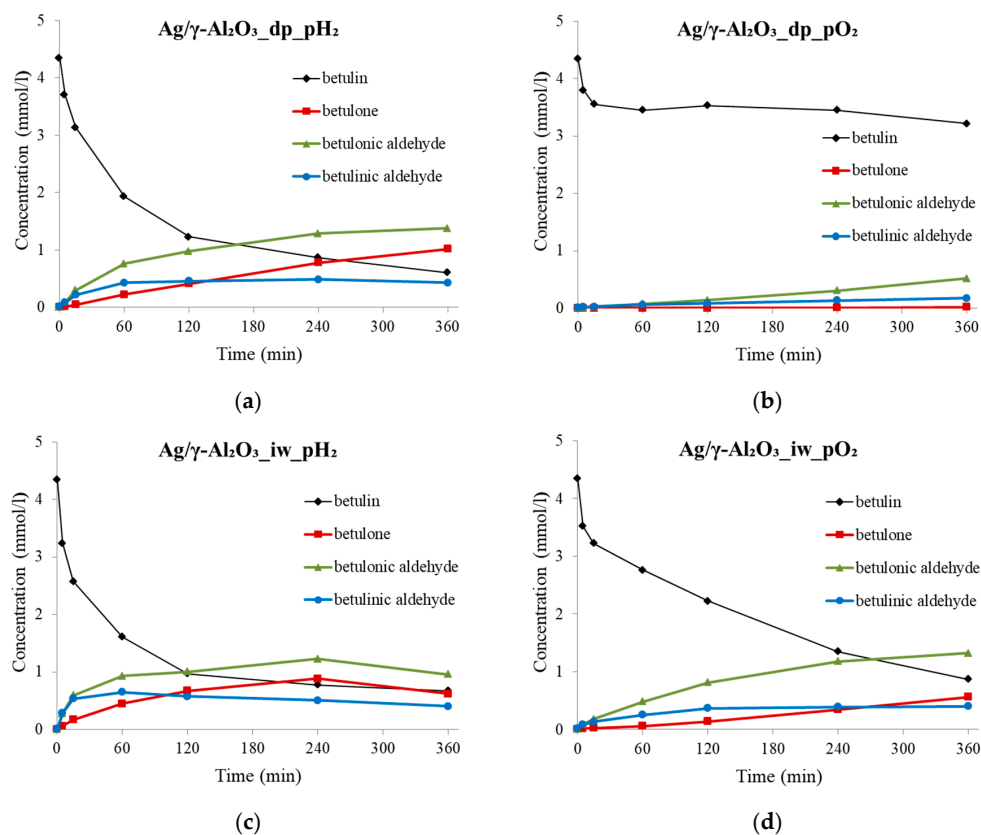 Ag/γ-Al₂O₃_dp_pH₂
Concentration (mmol/l)
5
4
3
2
1
0
betulin
betulone
betulonic aldehyde
betulinic aldehyde
0 60 120 180 240 300 360
Time (min)
(a)
Ag/γ-Al₂O₃_dp_pO₂
Concentration (mmol/l)
5
4
3
2
1
0
betulin
betulone
betulonic aldehyde
betulinic aldehyde
0 60 120 180 240 300 360
Time (min)
(b)
Ag/γ-Al₂O₃_iw_pH₂
Concentration (mmol/l)
5
4
3
2
1
0
betulin
betulone
betulonic aldehyde
betulinic aldehyde
0 60 120 180 240 300 360
Time (min)
(c)
Ag/γ-Al₂O₃_iw_pO₂
Concentration (mmol/l)
5
4
3
2
1
0
betulin
betulone
betulonic aldehyde
betulinic aldehyde
0 60 120 180 240 300 360
Time (min)
(d)